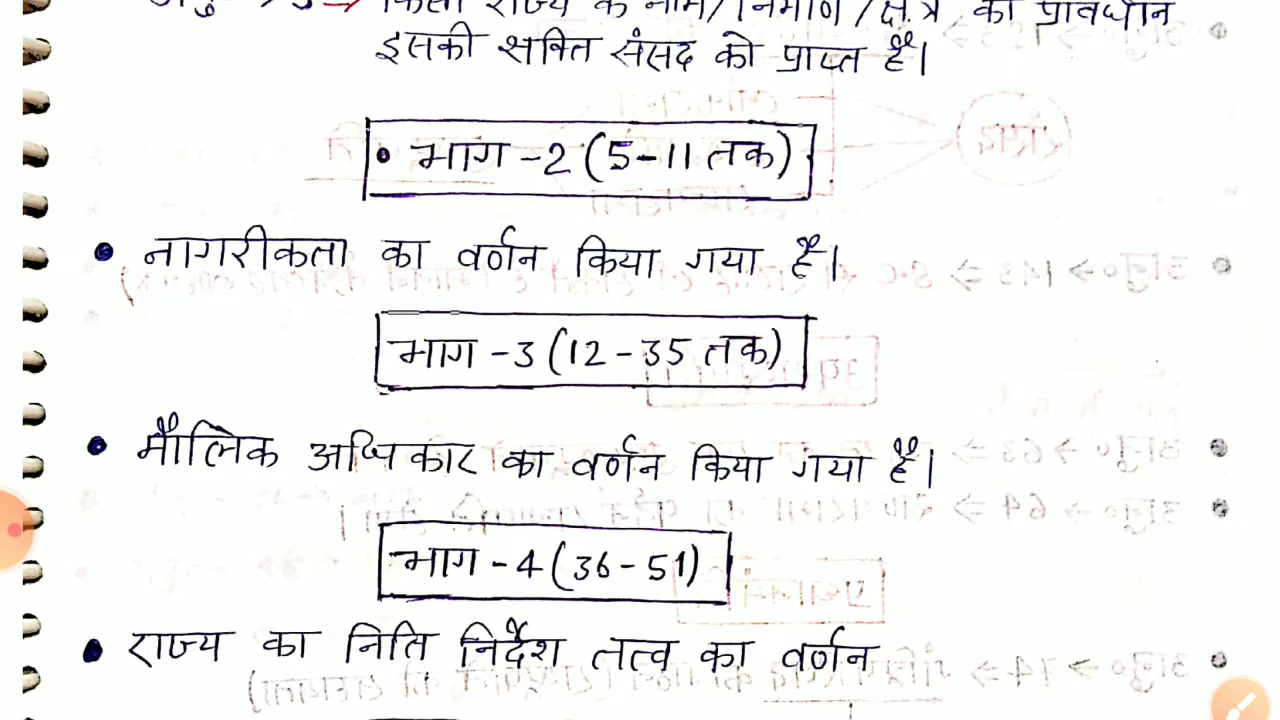 किसी राज्य के नाम/निर्माण/क्षेत्र का प्रावधान
इसकी शक्ति संसद को प्राप्त है।
• भाग -2 (5-11 तक)
• नागरीकता का वर्णन किया गया है।
भाग -3 (12-35 तक)
• मौलिक अधिकार का वर्णन किया गया है।
भाग -4 (36-51)
• राज्य का निति निर्देश तत्व का वर्णन